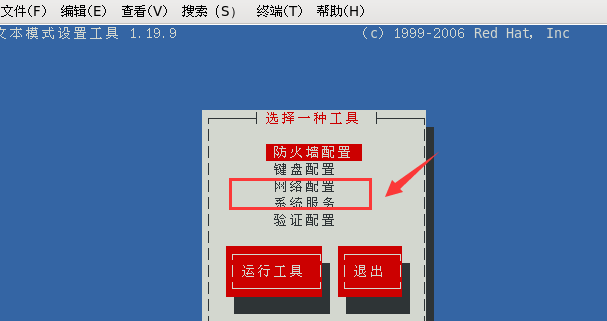 文件(F) 编辑(E) 查看(V) 搜索 (S) 终端(T) 帮助(H)
文本模式设置工具 1.19.9 (c) 1999-2006 Red Hat, Inc
选择一种工具
防火墙配置
键盘配置
网络配置
系统服务
验证配置
运行工具 退出